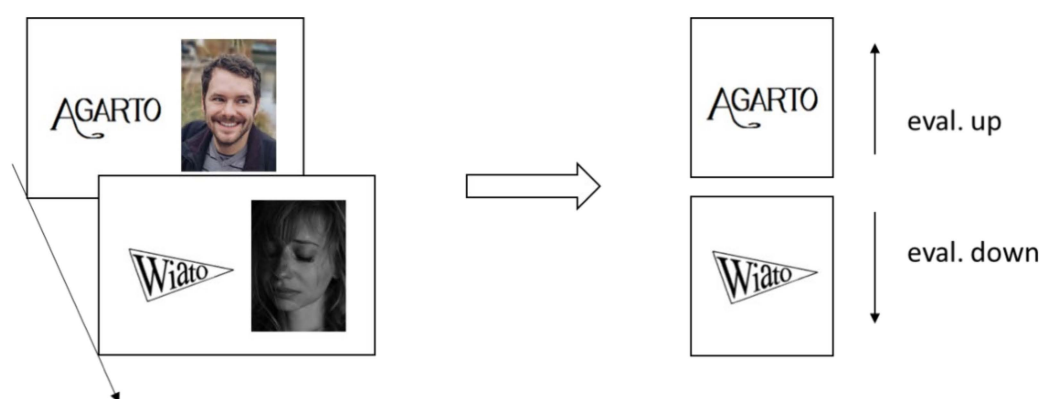 AGARTO
Wiato
AGARTO
eval. up
Wiato
eval. down